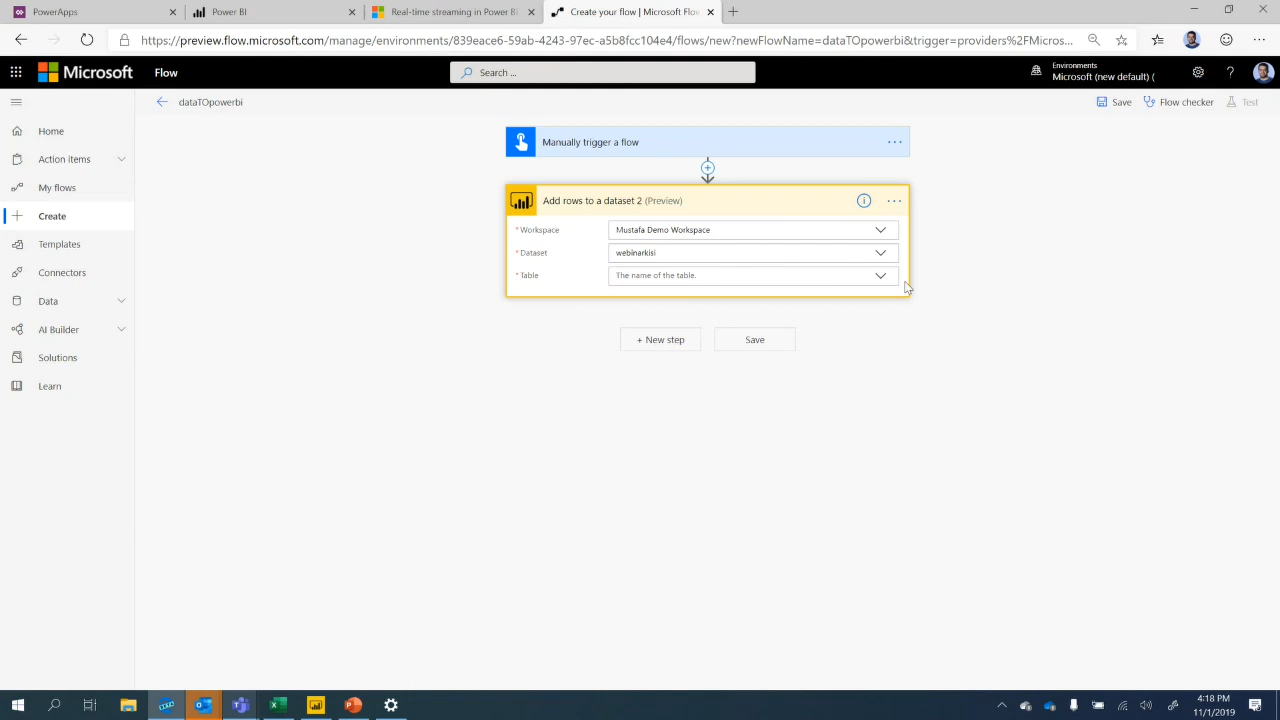 PowerApps
Power BI
Real-time streaming in Power BI
Create your flow | Microsoft Flow
https://preview.flow.microsoft.com/manage/environments/839eace6-59ab-4243-97ec-a5b8fcc104e4/flows/new?newFlowName=dataTOpowerbi&trigger=providers%2FMicros...
Microsoft
Flow
Search ...
Environments
Microsoft (new default) (
dataTOpowerbi
Save
Flow checker
Test
Home
Action items
My flows
Create
Templates
Connectors
Data
AI Builder
Solutions
Learn
Manually trigger a flow
Add rows to a dataset 2 (Preview)
* Workspace
Mustafa Demo Workspace
* Dataset
webinarkisi
* Table
The name of the table.
+ New step
Save
4:18 PM
11/1/2019